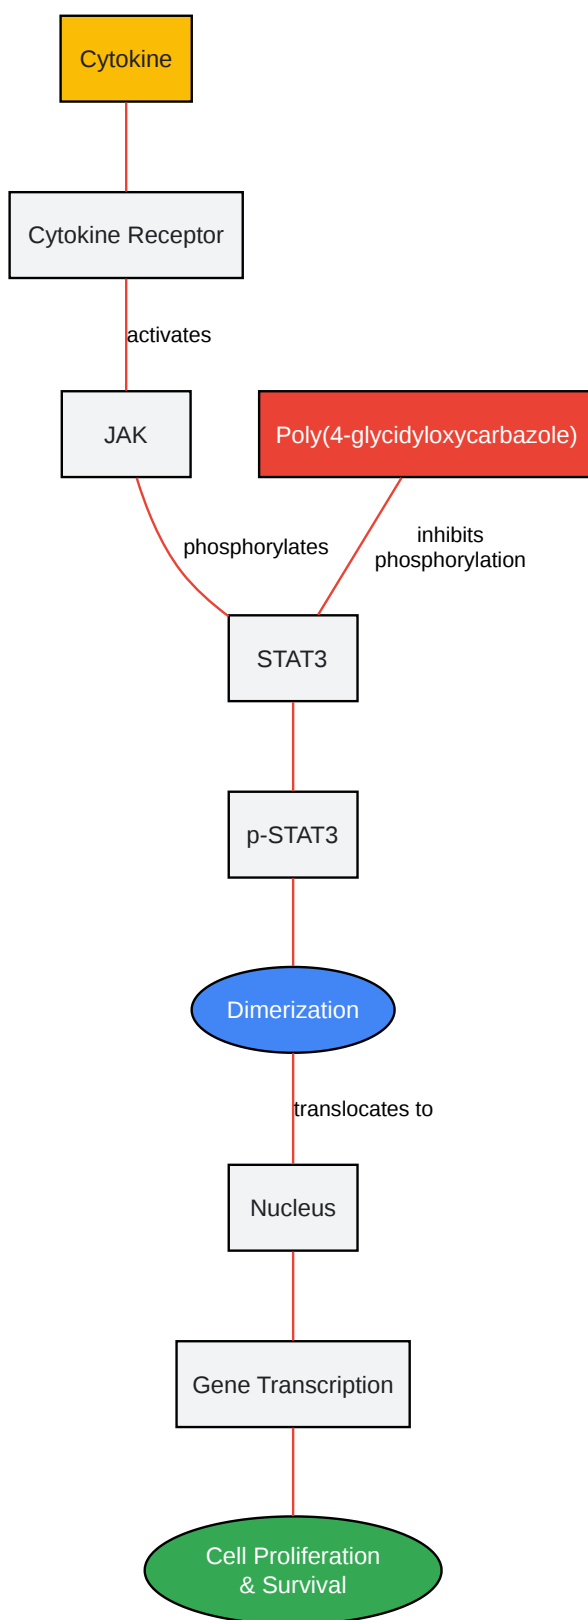 Cytokine
Cytokine Receptor
activates
JAK
Poly(4-glycidyloxycarbazole)
phosphorylates
inhibits
phosphorylation
STAT3
p-STAT3
Dimerization
translocates to
Nucleus
Gene Transcription
Cell Proliferation
& Survival